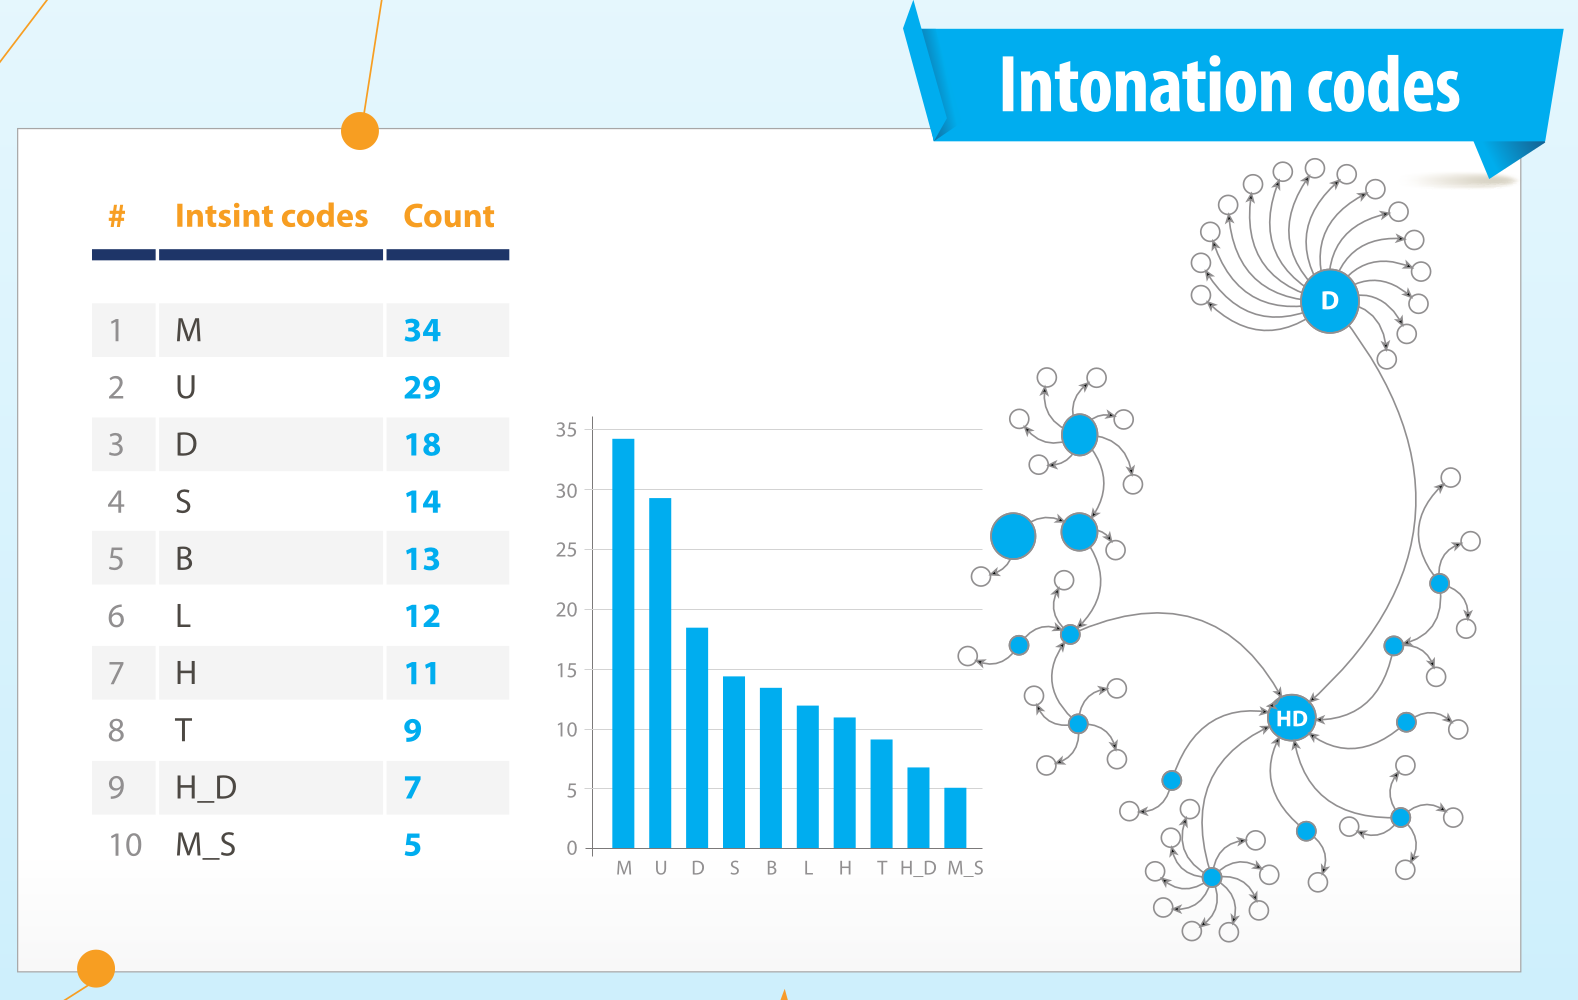 Intonation codes
# Intsint codes Count
1 M 34
2 U 29
3 D 18
4 S 14
5 B 13
6 L 12
7 H 11
8 T 9
9 H_D 7
10 M_S 5
35
30
25
20
15
10
5
0
M U D S B L H T H_D M_S
D
HD